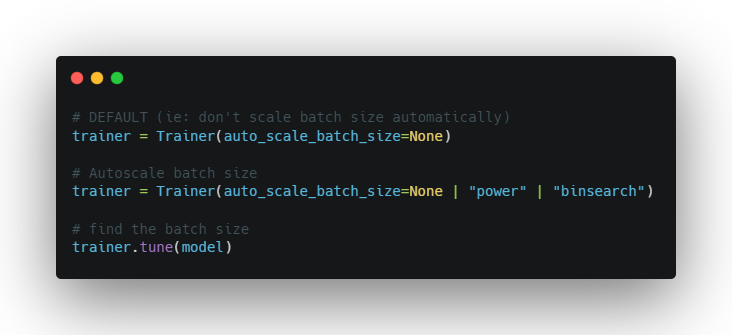 # DEFAULT (ie: don't scale batch size automatically)
trainer = Trainer(auto_scale_batch_size=None)
# Autoscale batch size
trainer = Trainer(auto_scale_batch_size=None | "power" | "binsearch")
# find the batch size
trainer.tune(model)